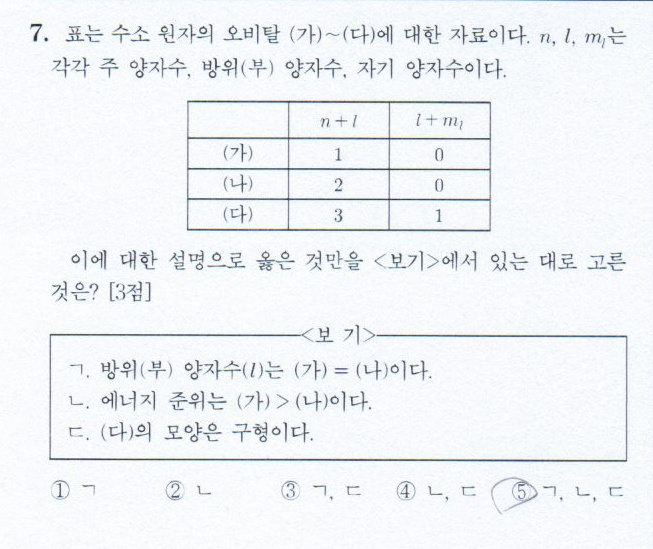 7. 표는 수소 원자의 오비탈 (가)~(다)에 대한 자료이다. n, l, mₗ는
각각 주 양자수, 방위(부) 양자수, 자기 양자수이다.
n+l l+mₗ
(가) 1 0
(나) 2 0
(다) 3 1
이에 대한 설명으로 옳은 것만을 <보기>에서 있는 대로 고른
것은? [3점]
<보 기>
ㄱ. 방위(부) 양자수(l)는 (가) = (나)이다.
ㄴ. 에너지 준위는 (가) > (나)이다.
ㄷ. (다)의 모양은 구형이다.
① ㄱ ② ㄴ ③ ㄱ, ㄷ ④ ㄴ, ㄷ ⑤ ㄱ, ㄴ, ㄷ